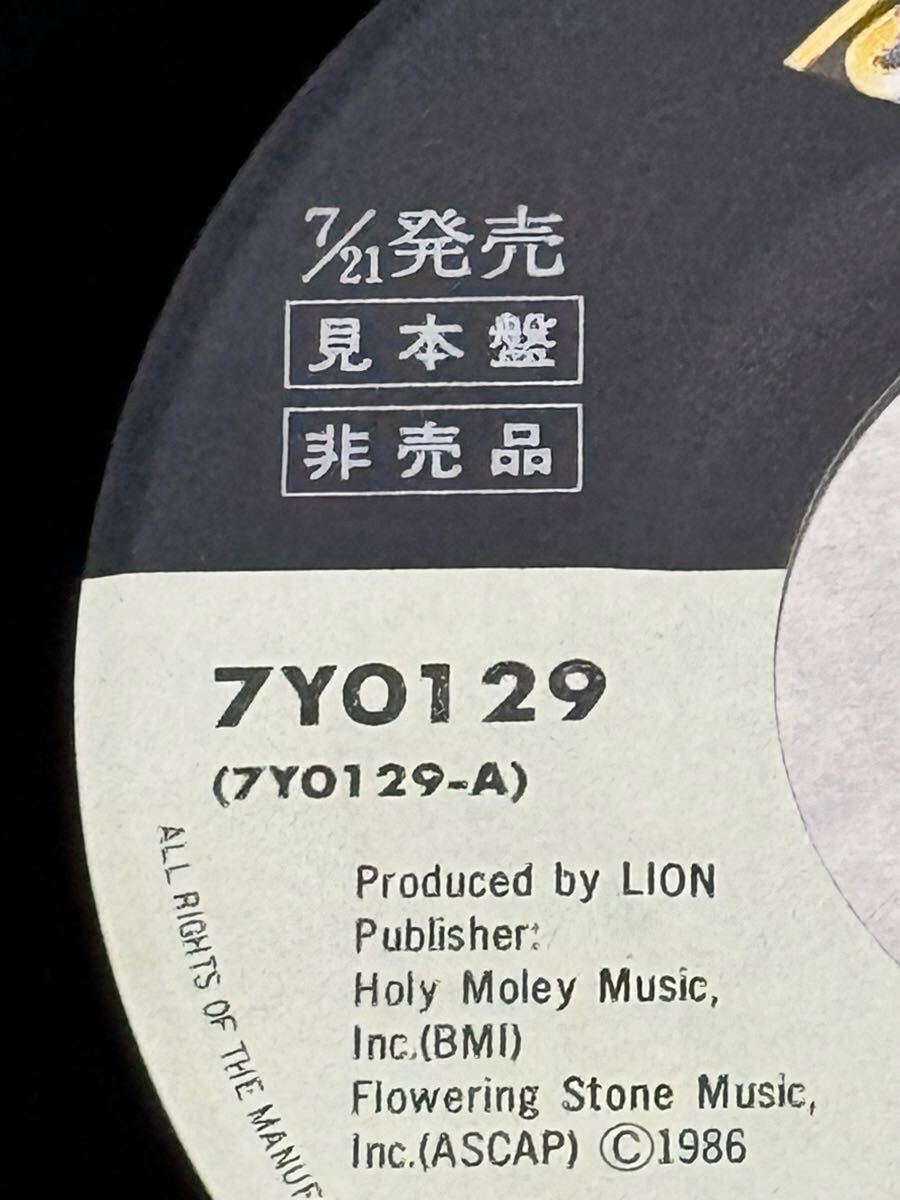 7/21発売
見本盤
非売品
7YO129
(7YO129-A)
Produced by LION
Publisher:
Holy Moley Music,
Inc.(BMI)
Flowering Stone Music,
Inc.(ASCAP) ©1986
ALL RIGHTS OF THE MANUF